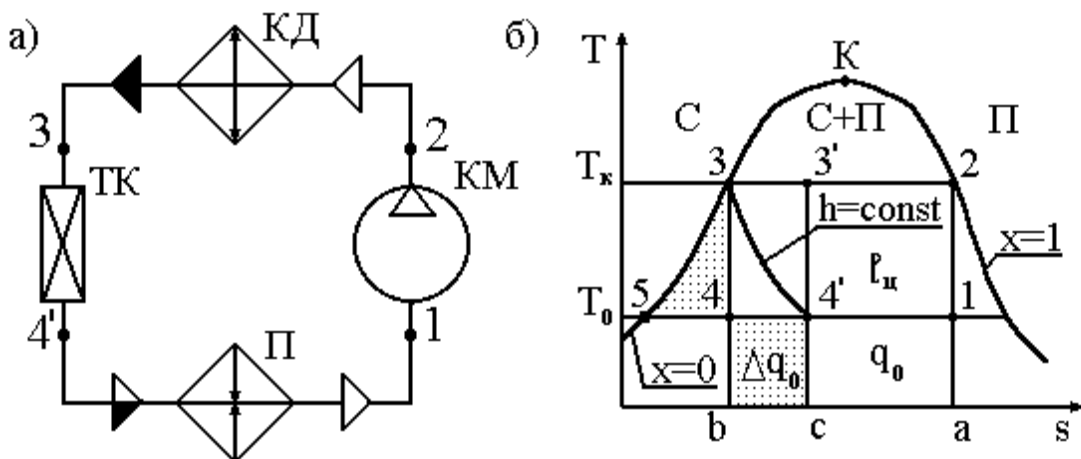 а)
КД
3
2
ТК
КМ
4'
1
П
б)
T
К
С
С+П
П
Tк
3
3'
2
h=const
x=1
ℓц
T0
5
4
4'
1
x=0
Δq0
q0
b
c
a
s